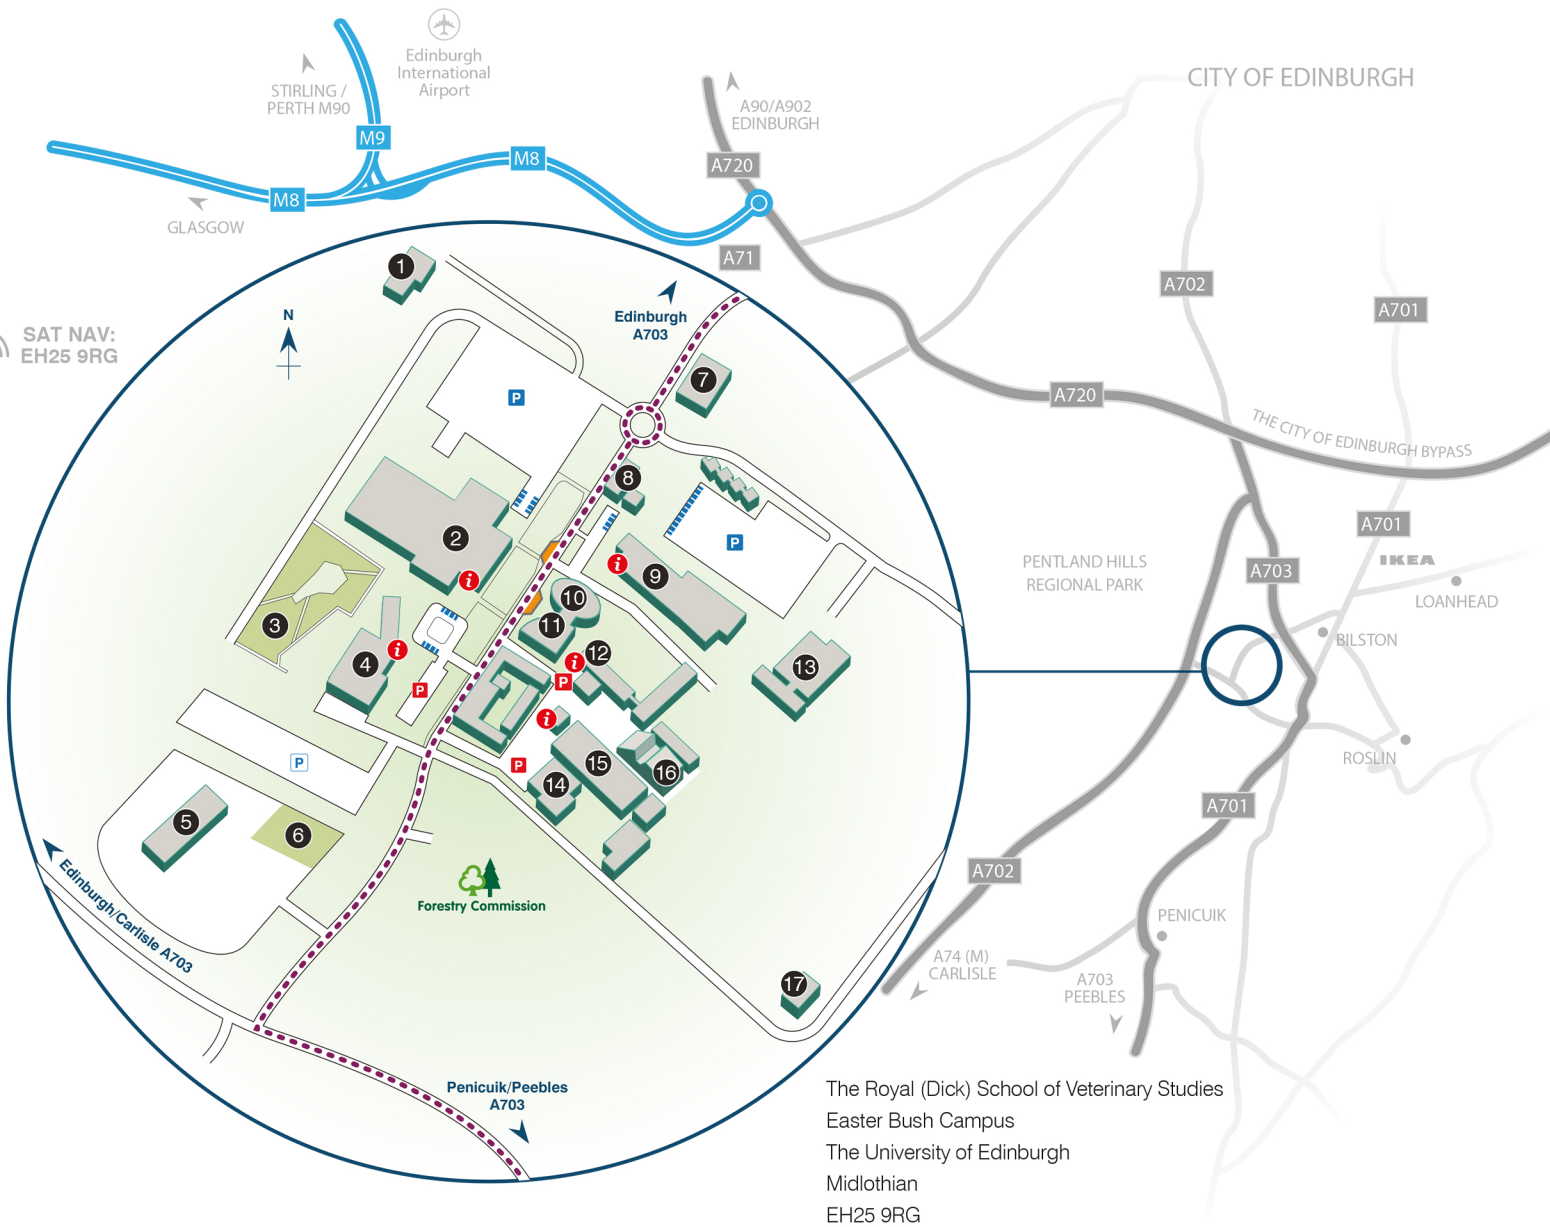 Edinburgh
International
Airport
STIRLING /
PERTH M90
M9
M8
M8
GLASGOW
A90/A902
EDINBURGH
A720
A71
CITY OF EDINBURGH
A702
A701
A720
THE CITY OF EDINBURGH BYPASS
A701
IKEA
A703
LOANHEAD
BILSTON
PENTLAND HILLS
REGIONAL PARK
ROSLIN
A701
A702
PENICUIK
A74 (M)
CARLISLE
A703
PEEBLES
SAT NAV:
EH25 9RG
N
Edinburgh
A703
1
7
P
8
2
i
P
i
9
10
11
3
4
i
12
i
P
P
13
i
P
15
16
14
P
5
6
Forestry Commission
Edinburgh/Carlisle A703
17
Penicuik/Peebles
A703
The Royal (Dick) School of Veterinary Studies
Easter Bush Campus
The University of Edinburgh
Midlothian
EH25 9RG